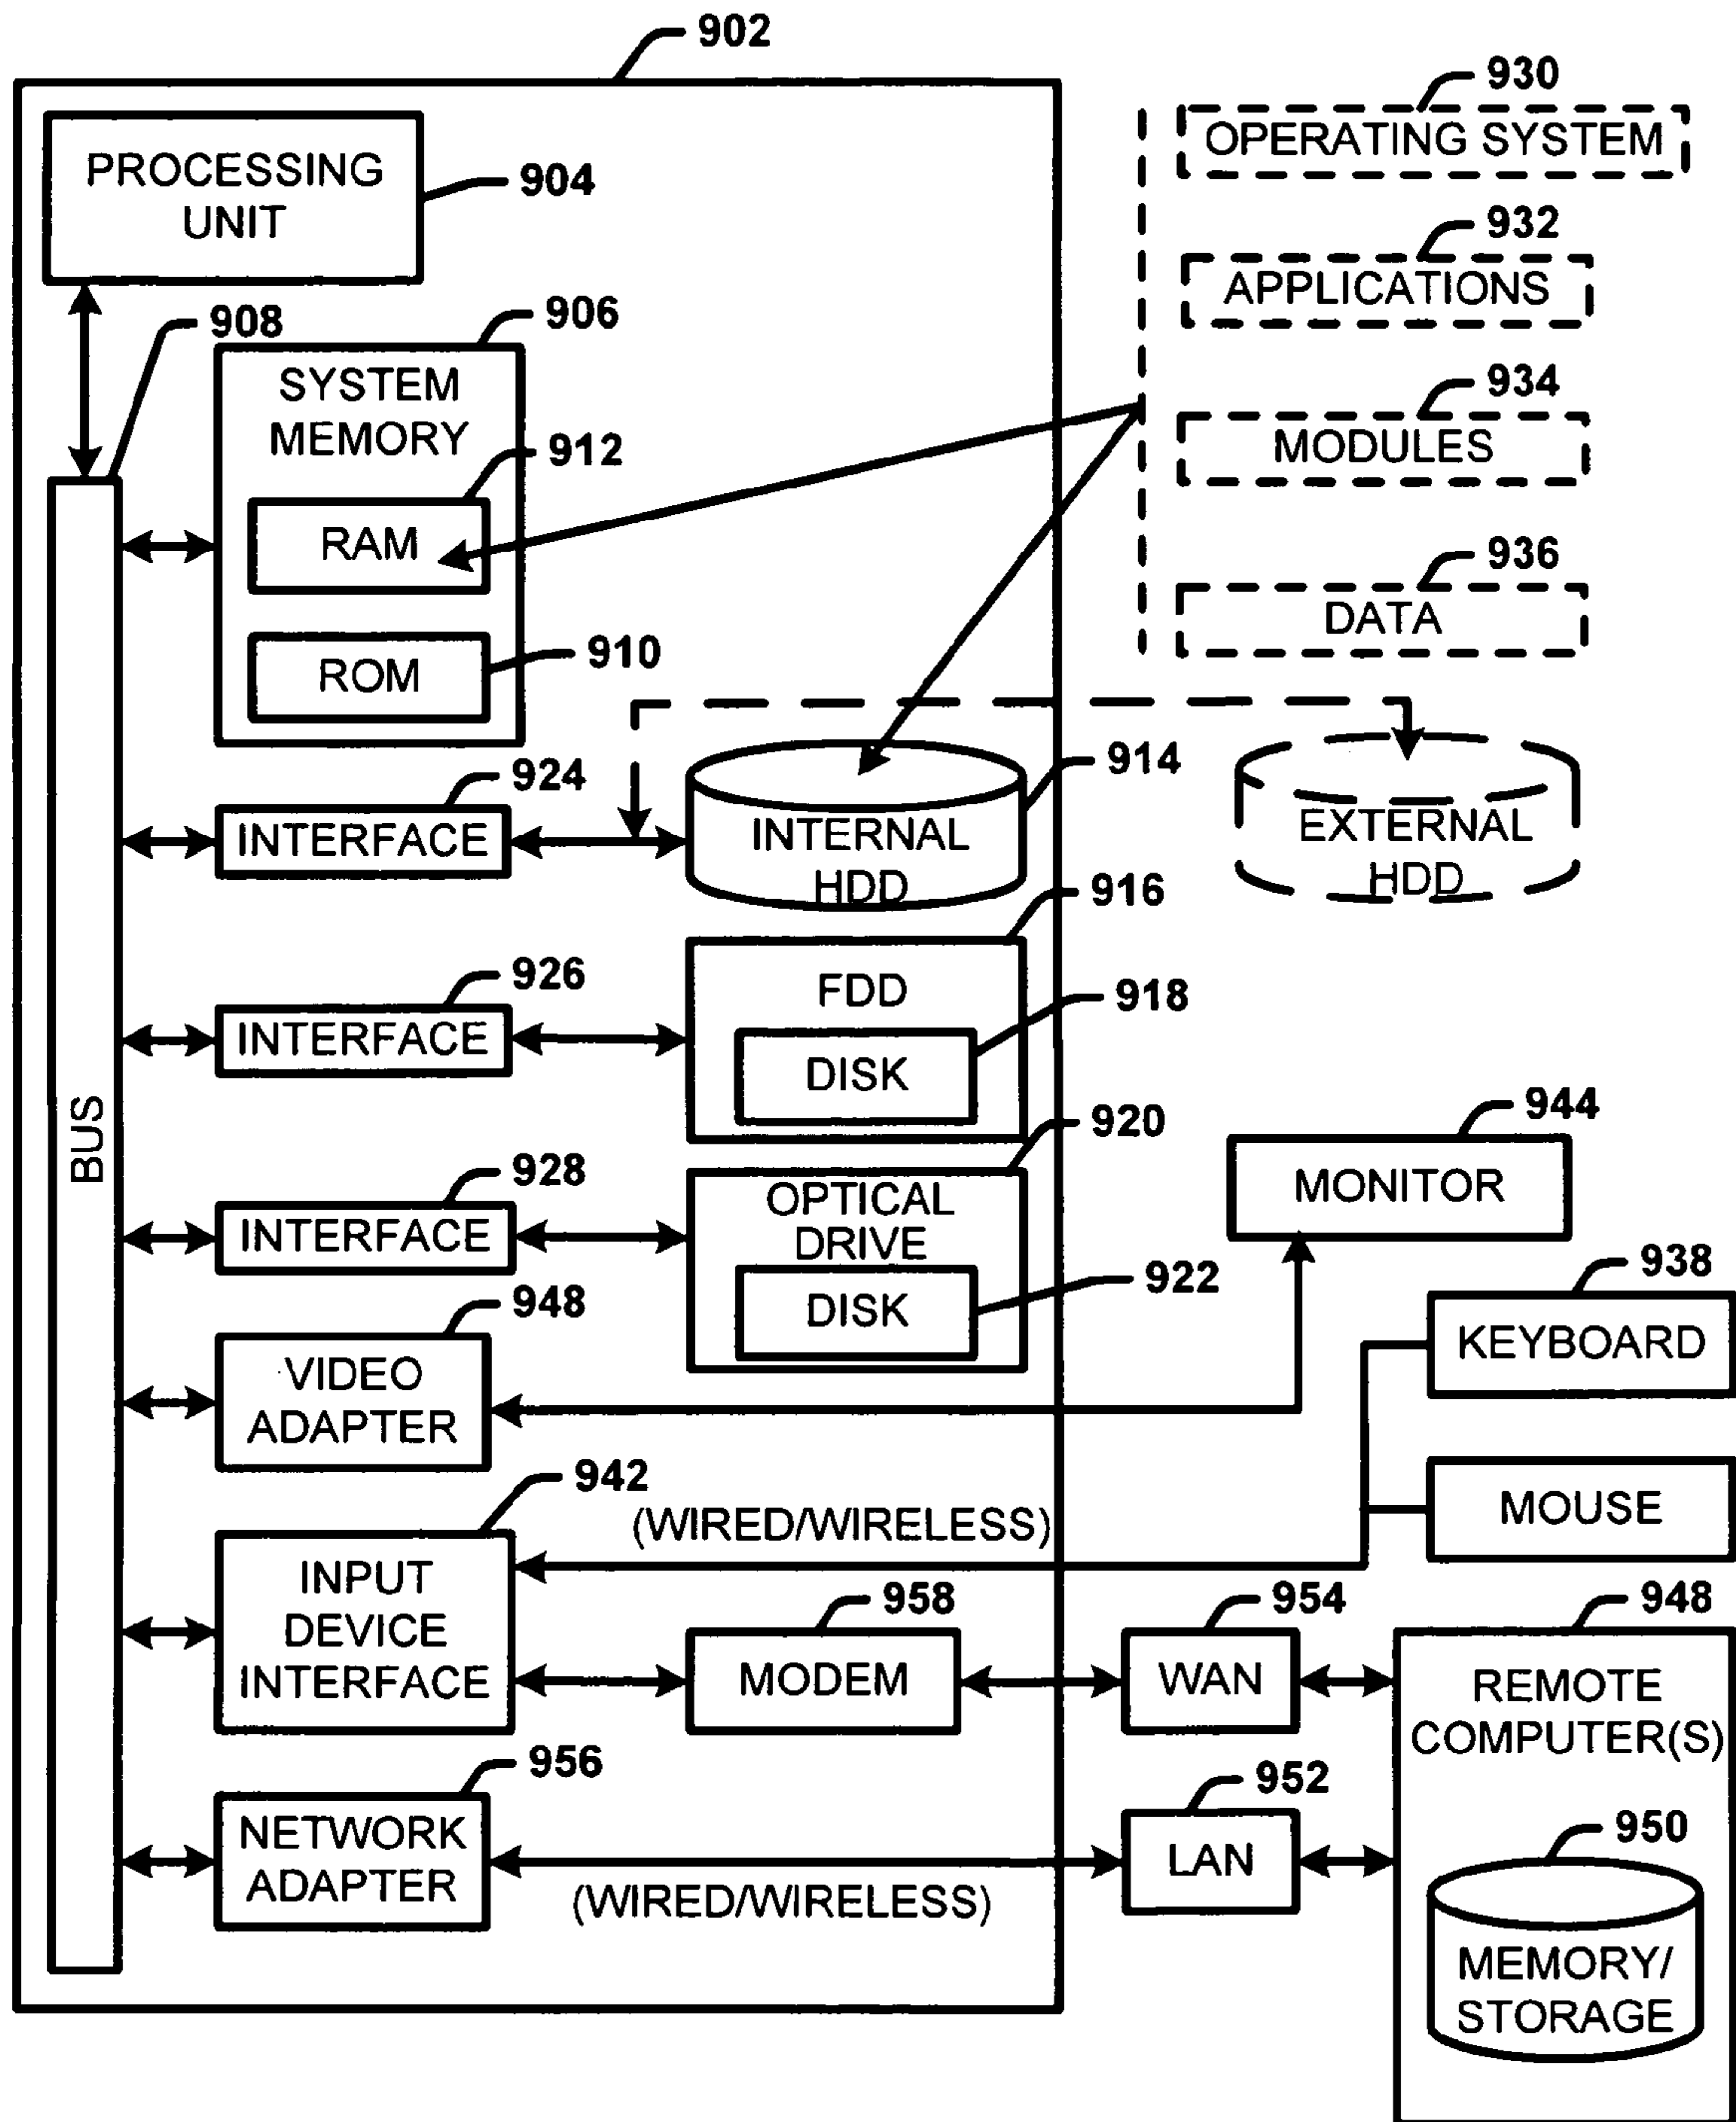 902
930
PROCESSING
UNIT
904
OPERATING SYSTEM
932
APPLICATIONS
908
906
SYSTEM
MEMORY
934
MODULES
912
RAM
936
DATA
910
ROM
924
INTERFACE
914
INTERNAL
HDD
EXTERNAL
HDD
916
926
INTERFACE
FDD
918
DISK
BUS
920
944
MONITOR
928
INTERFACE
OPTICAL
DRIVE
922
DISK
938
KEYBOARD
948
VIDEO
ADAPTER
942
(WIRED/WIRELESS)
MOUSE
INPUT
DEVICE
INTERFACE
958
MODEM
954
WAN
948
REMOTE
COMPUTER(S)
956
NETWORK
ADAPTER
(WIRED/WIRELESS)
952
LAN
950
MEMORY/
STORAGE